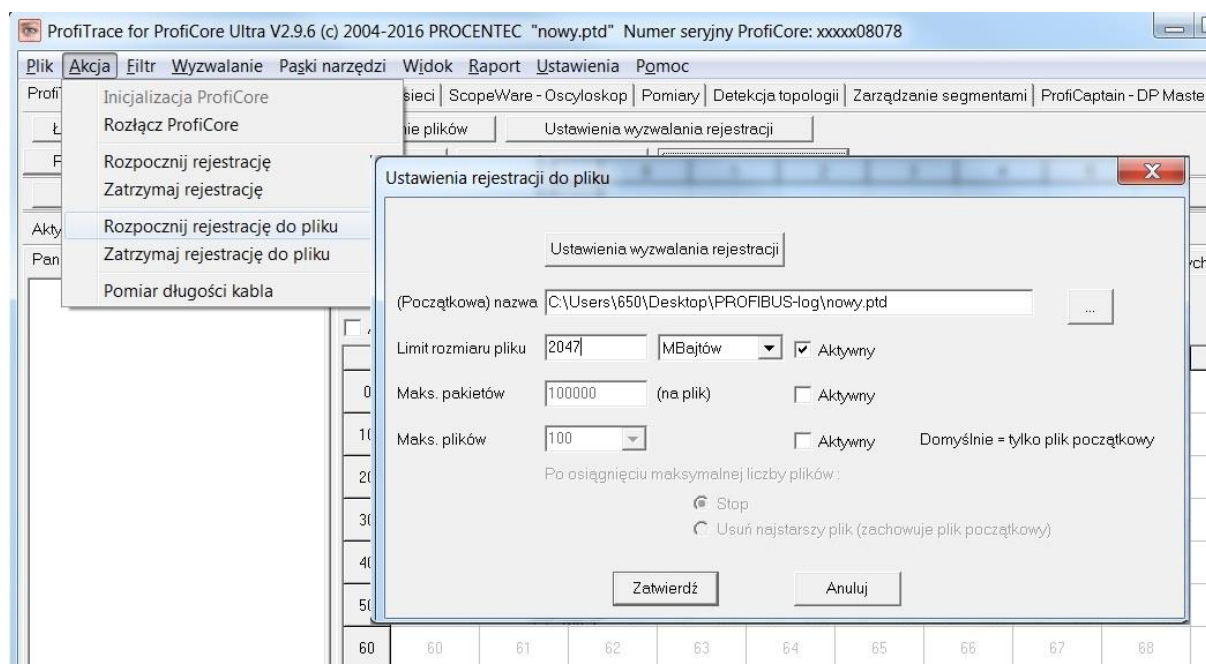 ProfiTrace for ProfiCore Ultra V2.9.6 (c) 2004-2016 PROCENTEC "nowy.ptd" Numer seryjny ProfiCore: xxxxx08078
Plik Akcja Filtr Wyzwalanie Paski narzędzi Widok Raport Ustawienia Pomoc
sieci ScopeWare - Oscyloskop Pomiary Detekcja topologii Zarządzanie segmentami ProfiCaptain - DP Maste
Inicjalizacja ProfiCore
Rozłącz ProfiCore
Rozpocznij rejestrację
Zatrzymaj rejestrację
Rozpocznij rejestrację do pliku
Zatrzymaj rejestrację do pliku
Pomiar długości kabla
nie plików Ustawienia wyzwalania rejestracji
Akty
Pan
Ustawienia rejestracji do pliku
Ustawienia wyzwalania rejestracji
(Początkowa) nazwa C:\Users\650\Desktop\PROFIBUS-log\nowy.ptd ...
Limit rozmiaru pliku 2047 MBajtów Aktywny
Maks. pakietów 100000 (na plik) Aktywny
Maks. plików 100 Aktywny Domyślnie = tylko plik początkowy
Po osiągnięciu maksymalnej liczby plików :
Stop
Usuń najstarszy plik (zachowuje plik początkowy)
Zatwierdź Anuluj
60 60 61 62 63 64 65 66 67 68